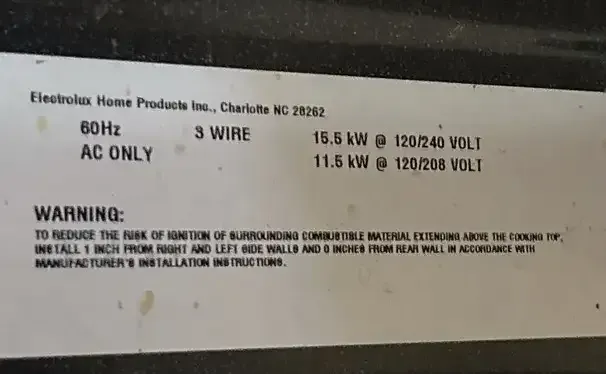 Electrolux Home Products Inc., Charlotte NC 28262
60Hz 3 WIRE 15.5 kW @ 120/240 VOLT
AC ONLY 11.5 kW @ 120/208 VOLT
WARNING:
TO REDUCE THE RISK OF IGNITION OF SURROUNDING COMBUSTIBLE MATERIAL EXTENDING ABOVE THE COOKING TOP,
INSTALL 1 INCH FROM RIGHT AND LEFT SIDE WALLS AND 0 INCHES FROM REAR WALL IN ACCORDANCE WITH
MANUFACTURER'S INSTALLATION INSTRUCTIONS.